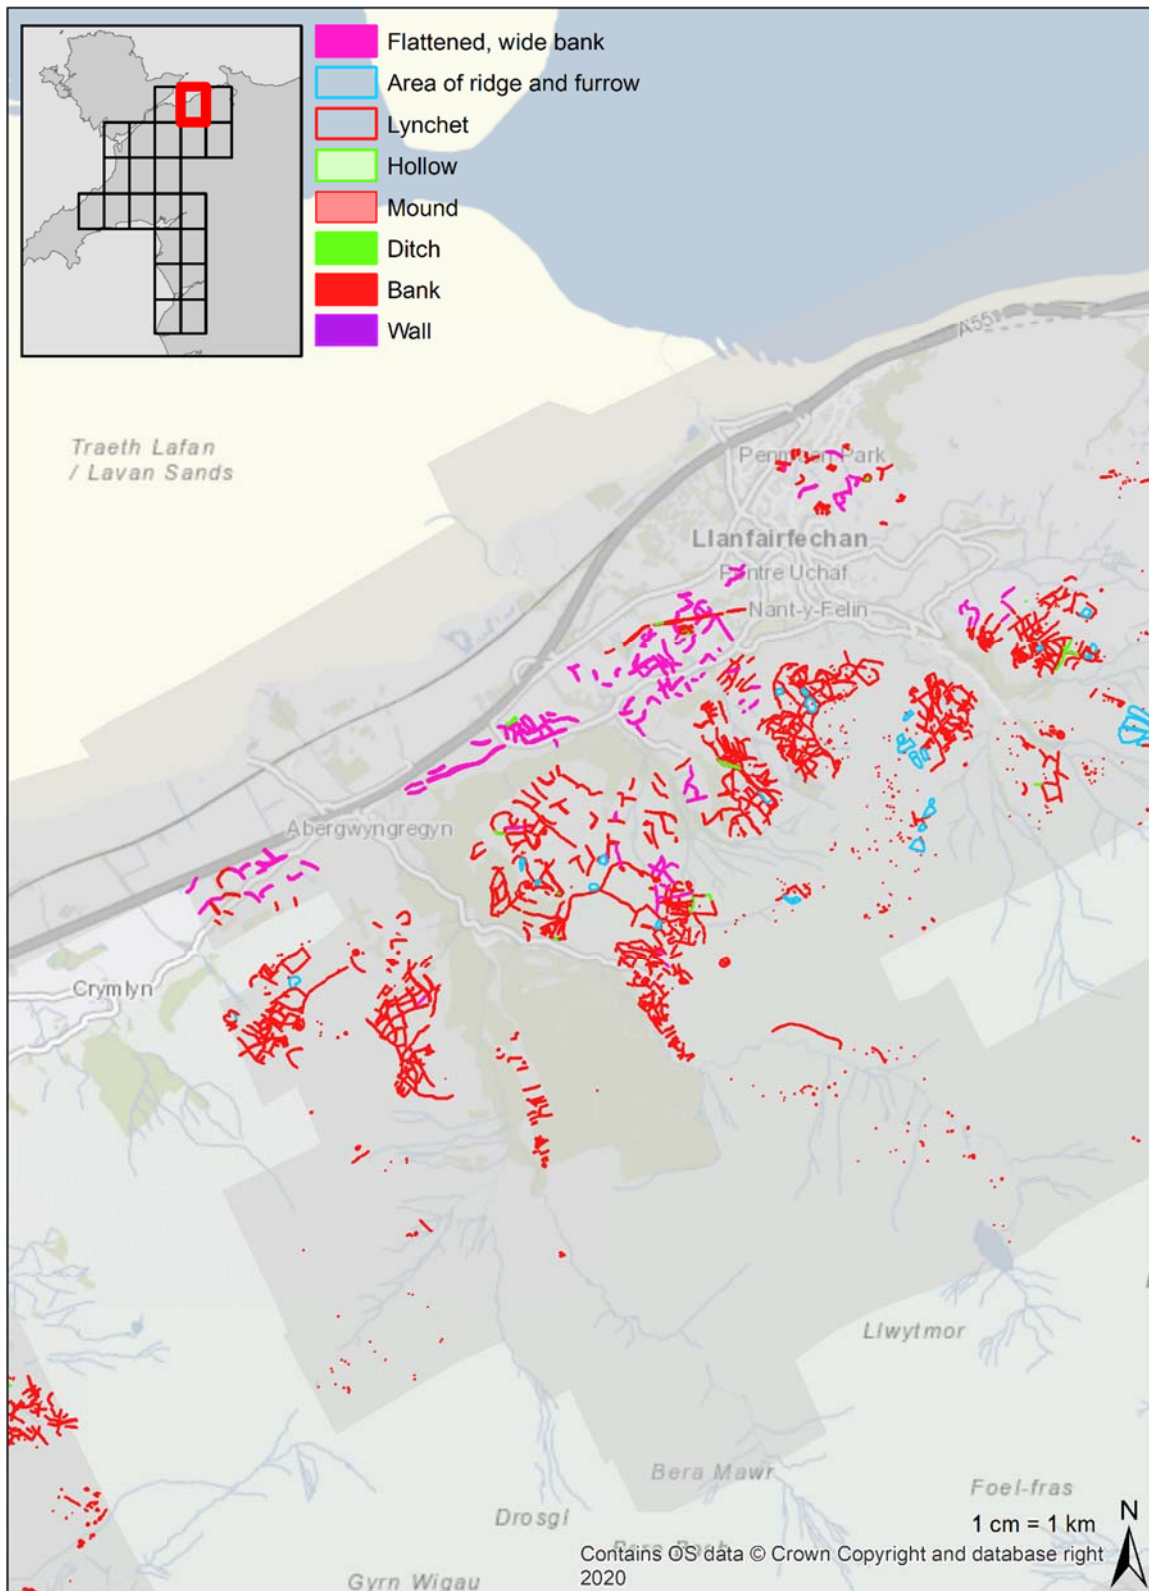 Flattened, wide bank
Area of ridge and furrow
Lynchet
Hollow
Mound
Ditch
Bank
Wall
A55
Traeth Lafan
/ Lavan Sands
Park
Llanfairfechan
Pentre Uchaf
Nant-y-Felin
Abergwyngregyn
Crymlyn
Llwytmor
Bera Mawr
Foel-fras
Drosgl
N
1 cm = 1 km
Contains OS data © Crown Copyright and database right
2020
Gyrn Wigau